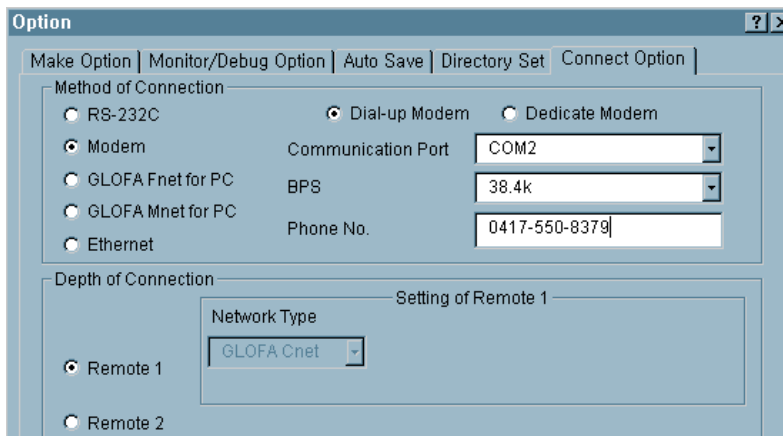 Option
Make Option Monitor/Debug Option Auto Save Directory Set Connect Option
Method of Connection
RS-232C Dial-up Modem Dedicate Modem
Modem Communication Port COM2
GLOFA Fnet for PC BPS 38.4k
GLOFA Mnet for PC
Phone No. 0417-550-8379
Ethernet
Depth of Connection
Setting of Remote 1
Network Type
GLOFA Cnet
Remote 1
Remote 2